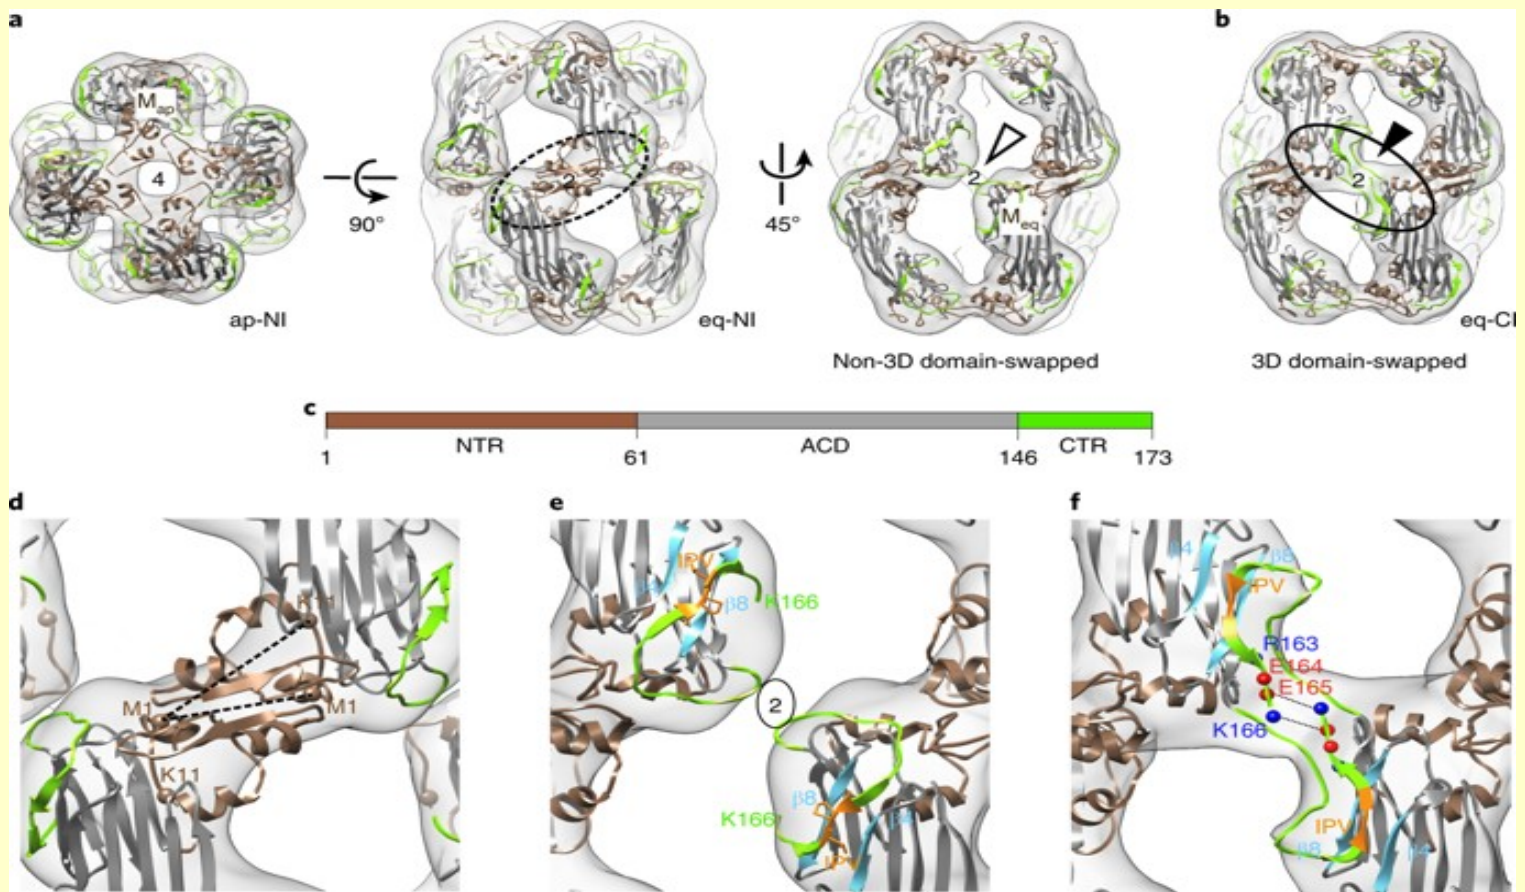 a
b
M_ap
4
90°
ap-NI
2
eq-NI
45°
2
M_eq
2
eq-CI
Non-3D domain-swapped
3D domain-swapped
c
NTR
ACD
CTR
1
61
146
173
d
K11
M1
M1
K11
e
IPV
β4
β8
K166
2
β8
K166
β4
IPV
f
β4
β8
IPV
R163
E164
E165
K166
IPV
β8
β4